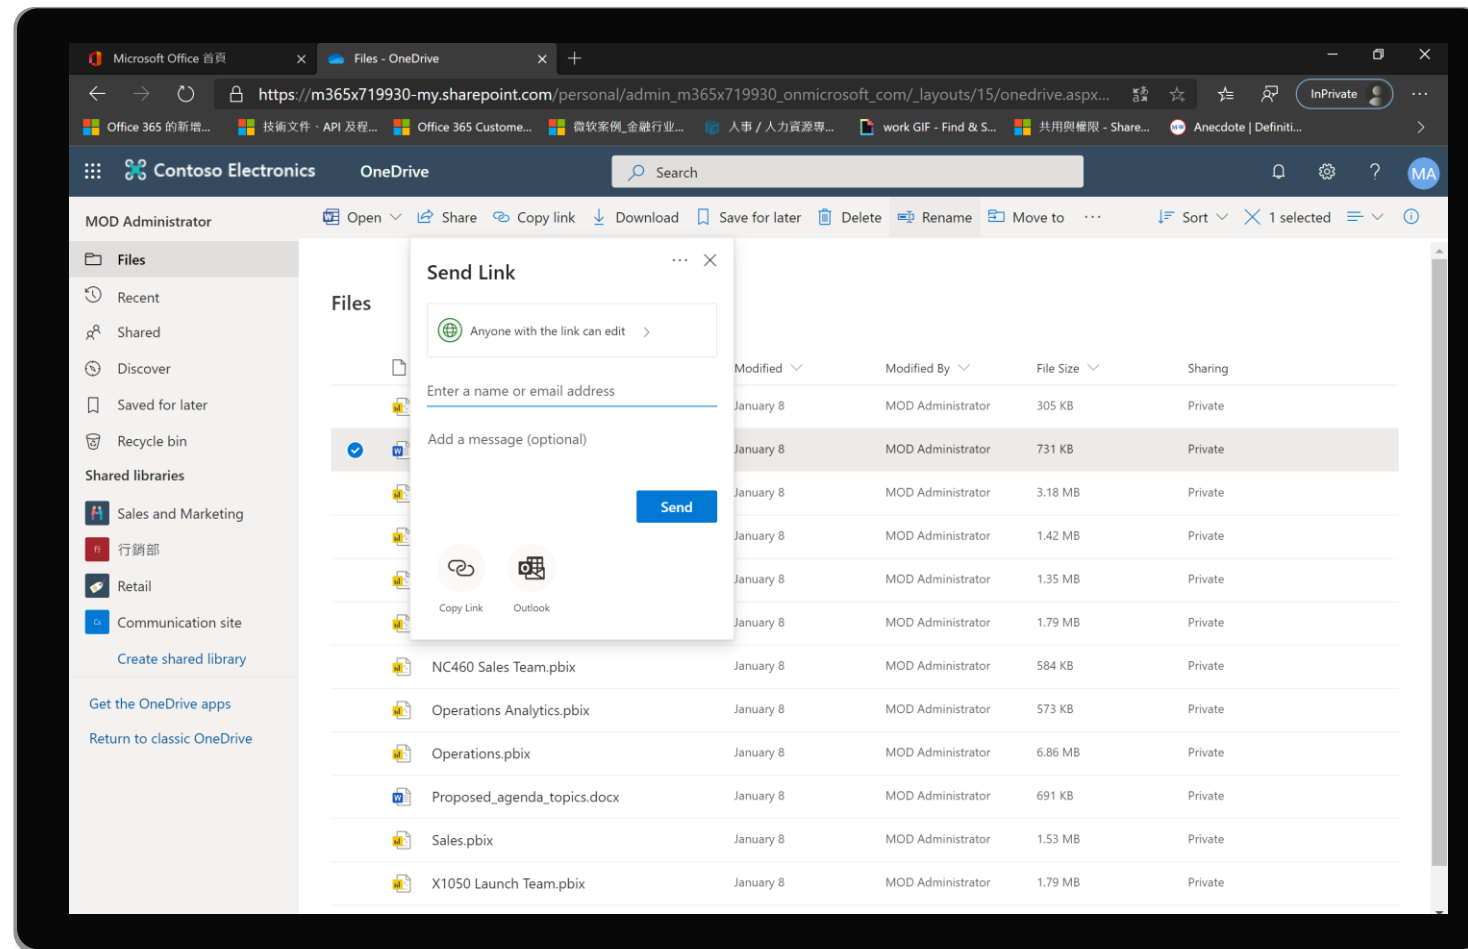 Microsoft Office 首頁
Files - OneDrive
https://m365x719930-my.sharepoint.com/personal/admin_m365x719930_onmicrosoft_com/_layouts/15/onedrive.aspx...
InPrivate
Office 365 的新增...
技術文件、API 及程...
Office 365 Custome...
微软案例_金融行业...
人事 / 人力資源專...
work GIF - Find & S...
共用與權限 - Share...
Anecdote | Definiti...
Contoso Electronics
OneDrive
Search
MA
MOD Administrator
Open
Share
Copy link
Download
Save for later
Delete
Rename
Move to
Sort
1 selected
Files
Recent
Shared
Discover
Saved for later
Recycle bin
Shared libraries
Sales and Marketing
行 行銷部
Retail
Communication site
Create shared library
Get the OneDrive apps
Return to classic OneDrive
Files
Send Link
Anyone with the link can edit
Enter a name or email address
Add a message (optional)
Send
Copy Link
Outlook
Modified Modified By File Size Sharing
January 8 MOD Administrator 305 KB Private
January 8 MOD Administrator 731 KB Private
January 8 MOD Administrator 3.18 MB Private
January 8 MOD Administrator 1.42 MB Private
January 8 MOD Administrator 1.35 MB Private
January 8 MOD Administrator 1.79 MB Private
NC460 Sales Team.pbix January 8 MOD Administrator 584 KB Private
Operations Analytics.pbix January 8 MOD Administrator 573 KB Private
Operations.pbix January 8 MOD Administrator 6.86 MB Private
Proposed_agenda_topics.docx January 8 MOD Administrator 691 KB Private
Sales.pbix January 8 MOD Administrator 1.53 MB Private
X1050 Launch Team.pbix January 8 MOD Administrator 1.79 MB Private